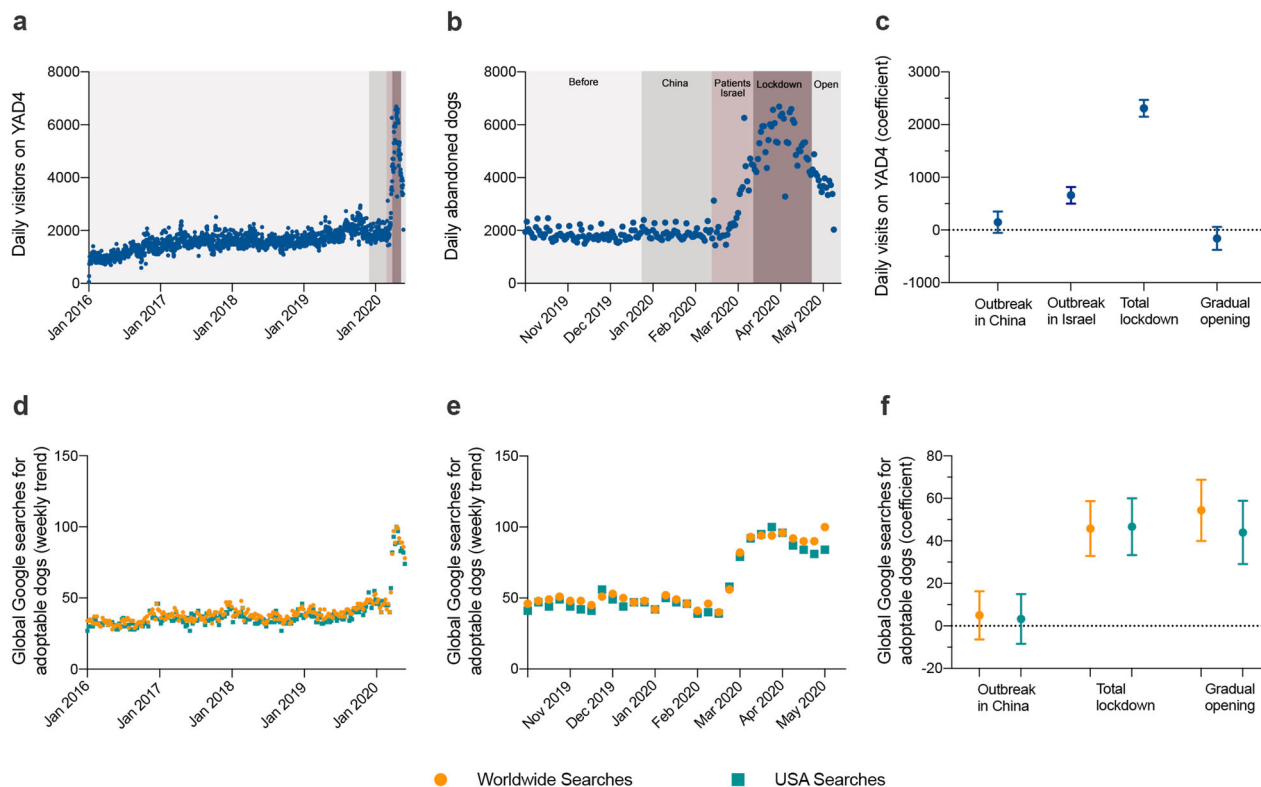 a
Daily visitors on YAD4
8000
6000
4000
2000
0
Jan 2016
Jan 2017
Jan 2018
Jan 2019
Jan 2020
b
Daily abandoned dogs
8000
6000
4000
2000
0
Before
China
Patients
Israel
Lockdown
Open
Nov 2019
Dec 2019
Jan 2020
Feb 2020
Mar 2020
Apr 2020
May 2020
c
Daily visits on YAD4 (coefficient)
3000
2000
1000
0
-1000
Outbreak
in China
Outbreak
in Israel
Total
lockdown
Gradual
opening
d
Global Google searches for
adoptable dogs (weekly trend)
150
100
50
0
Jan 2016
Jan 2017
Jan 2018
Jan 2019
Jan 2020
e
Global Google searches for
adoptable dogs (weekly trend)
150
100
50
0
Nov 2019
Dec 2019
Jan 2020
Feb 2020
Mar 2020
Apr 2020
May 2020
f
Global Google searches for
adoptable dogs (coefficient)
80
60
40
20
0
-20
Outbreak
in China
Total
lockdown
Gradual
opening
Worldwide Searches
USA Searches